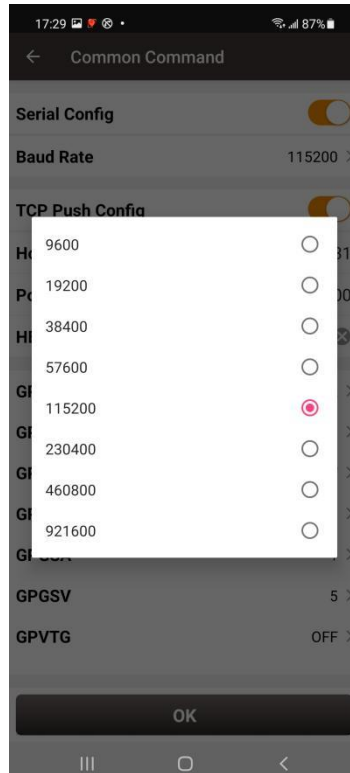 17:29 87%
Common Command
Serial Config
Baud Rate 115200
TCP Push Config
9600
19200
38400
57600
115200
230400
460800
921600
GPGSV 5
GPVTG OFF
OK